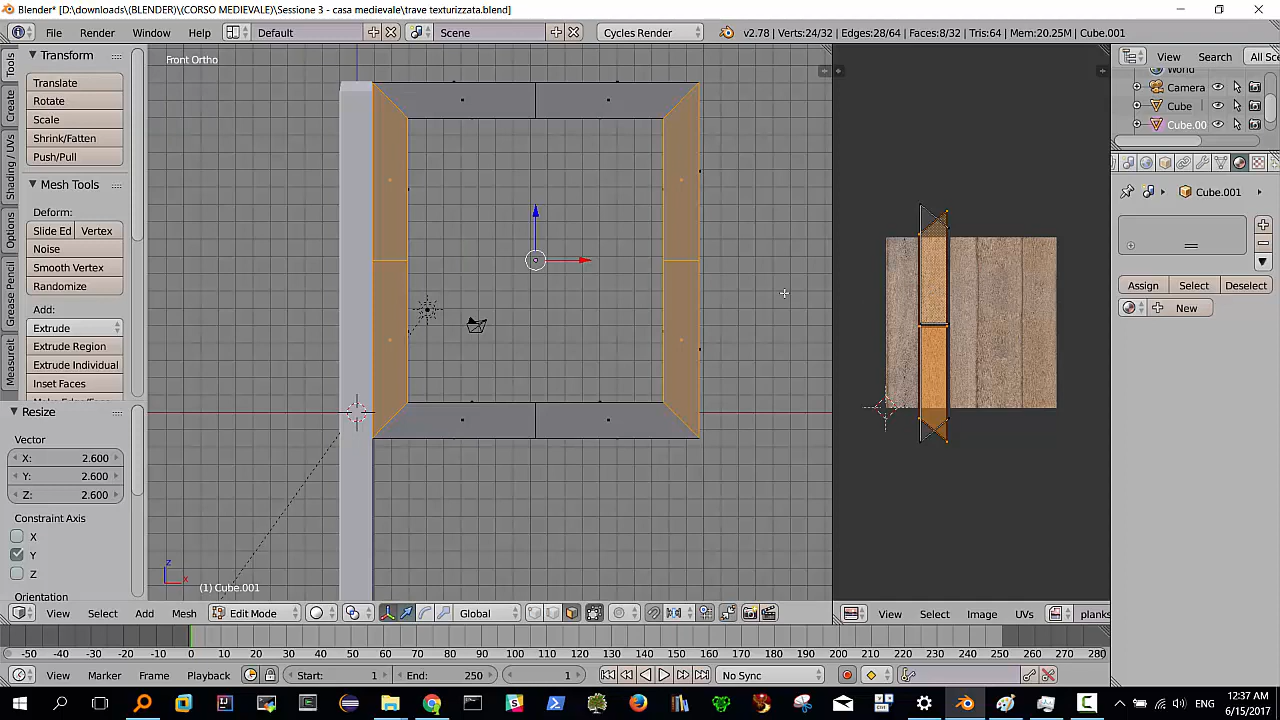 Blender* [D:\downloads\(BLENDER)\(CORSO MEDIEVALE)\Sessione 3 - casa medievale\trave texturizzata.blend]
File Render Window Help Default Scene Cycles Render v2.78 | Verts:24/32 | Edges:28/64 | Faces:8/32 | Tris:64 | Mem:20.25M | Cube.001
Tools
Create
Shading / UVs
Options
Grease Pencil
Measureit
Transform
Translate
Rotate
Scale
Shrink/Fatten
Push/Pull
Mesh Tools
Deform:
Slide Ed Vertex
Noise
Smooth Vertex
Randomize
Add:
Extrude
Extrude Region
Extrude Individual
Inset Faces
Resize
Vector
X: 2.600
Y: 2.600
Z: 2.600
Constraint Axis
X
Y
Z
Orientation
Front Ortho
z
x
(1) Cube.001
View Select Add Mesh Edit Mode Global
View Select Image UVs planks
View Search All Sce
World
Camera
Cube
Cube.00
Cube.001
Assign Select Deselect
New
-50 -40 -30 -20 -10 0 10 20 30 40 50 60 70 80 90 100 110 120 130 140 150 160 170 180 190 200 210 220 230 240 250 260 270 280
View Marker Frame Playback Start: 1 End: 250 1 No Sync
12:37 AM
6/15/2017